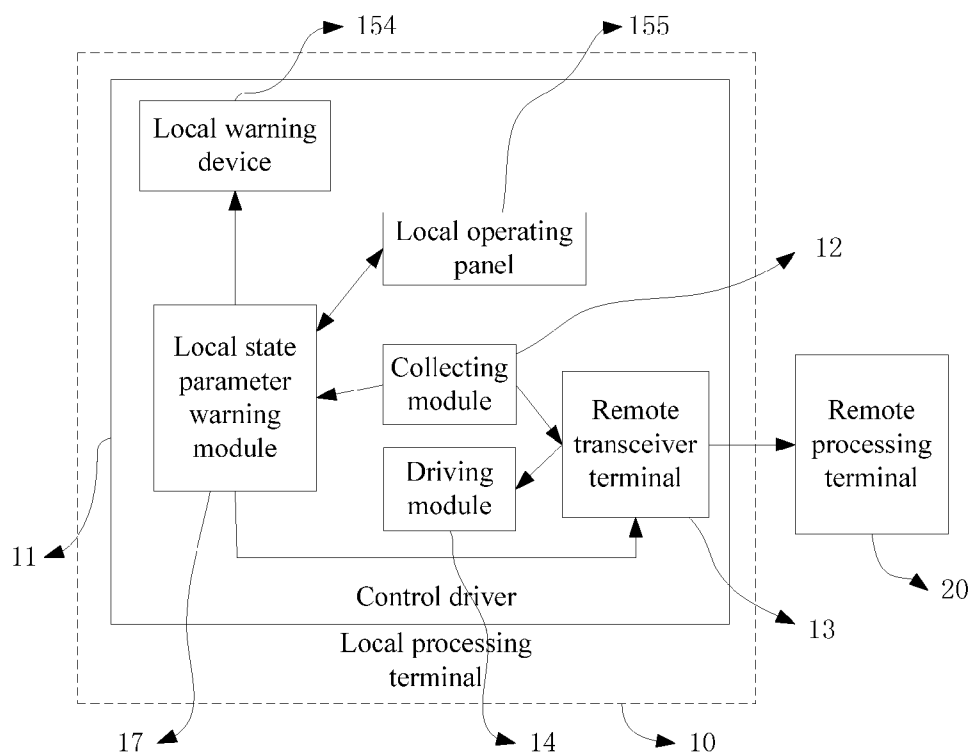 154
155
Local warning
device
Local operating
panel
12
Local state
parameter
warning
module
Collecting
module
Remote
transceiver
terminal
Remote
processing
terminal
Driving
module
11
Control driver
20
13
Local processing
terminal
17
14
10